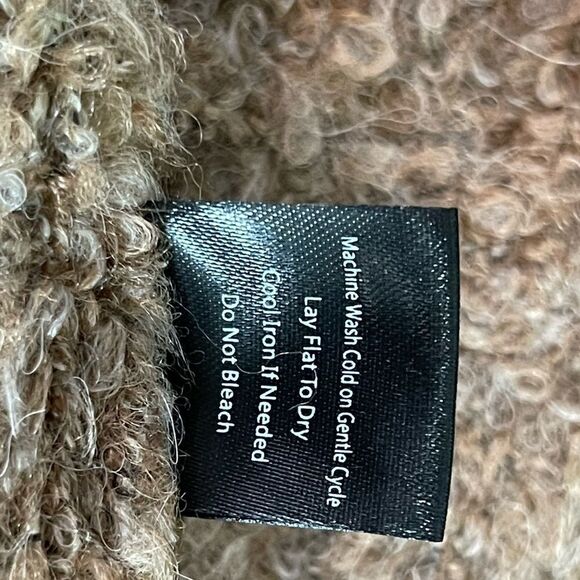 Machine Wash Cold on Gentle Cycle
Lay Flat To Dry
Cool Iron If Needed
Do Not Bleach